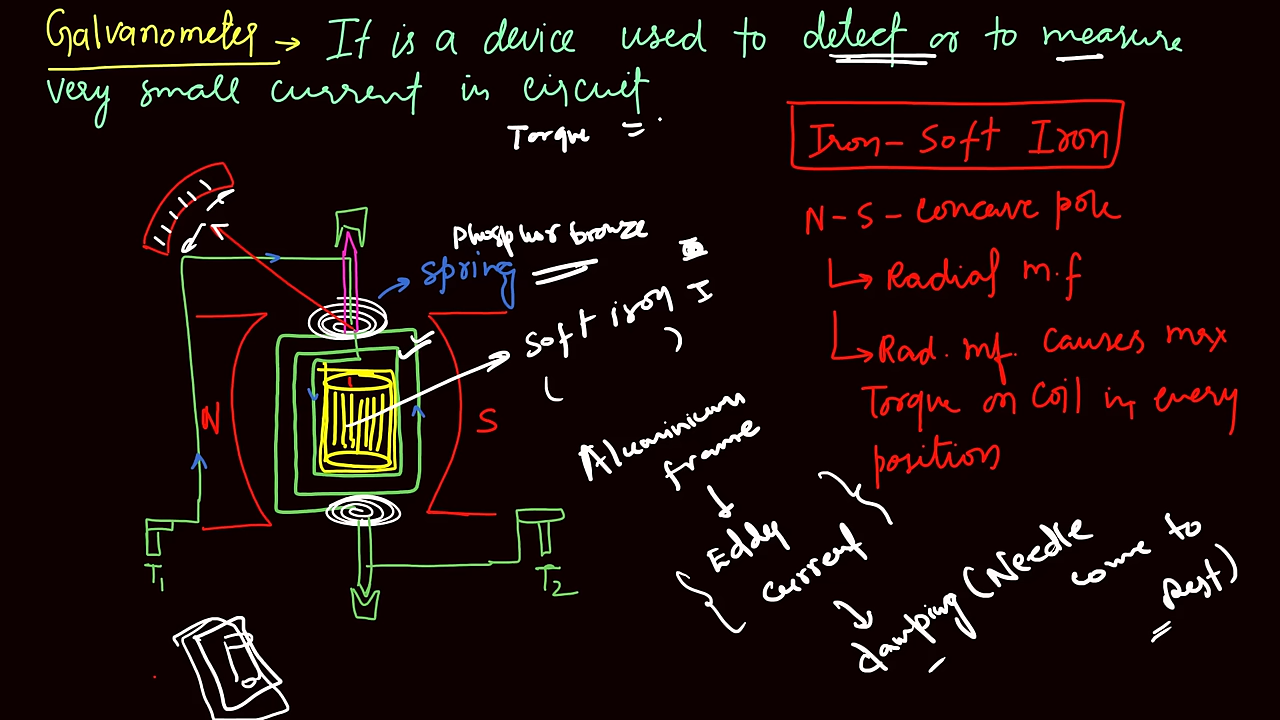 Galvanometer → It is a device used to detect or to measure
very small current in circuit
Torque =
Iron - Soft Iron
N - S - Concave pole
Radial m.f
Rad. mf. causes max
Torque on coil in every
position
Phosphor bronze
spring
Soft iron I
N
S
T1
T2
Aluminium
frame
Eddy
current
damping (Needle
come to
Rest)